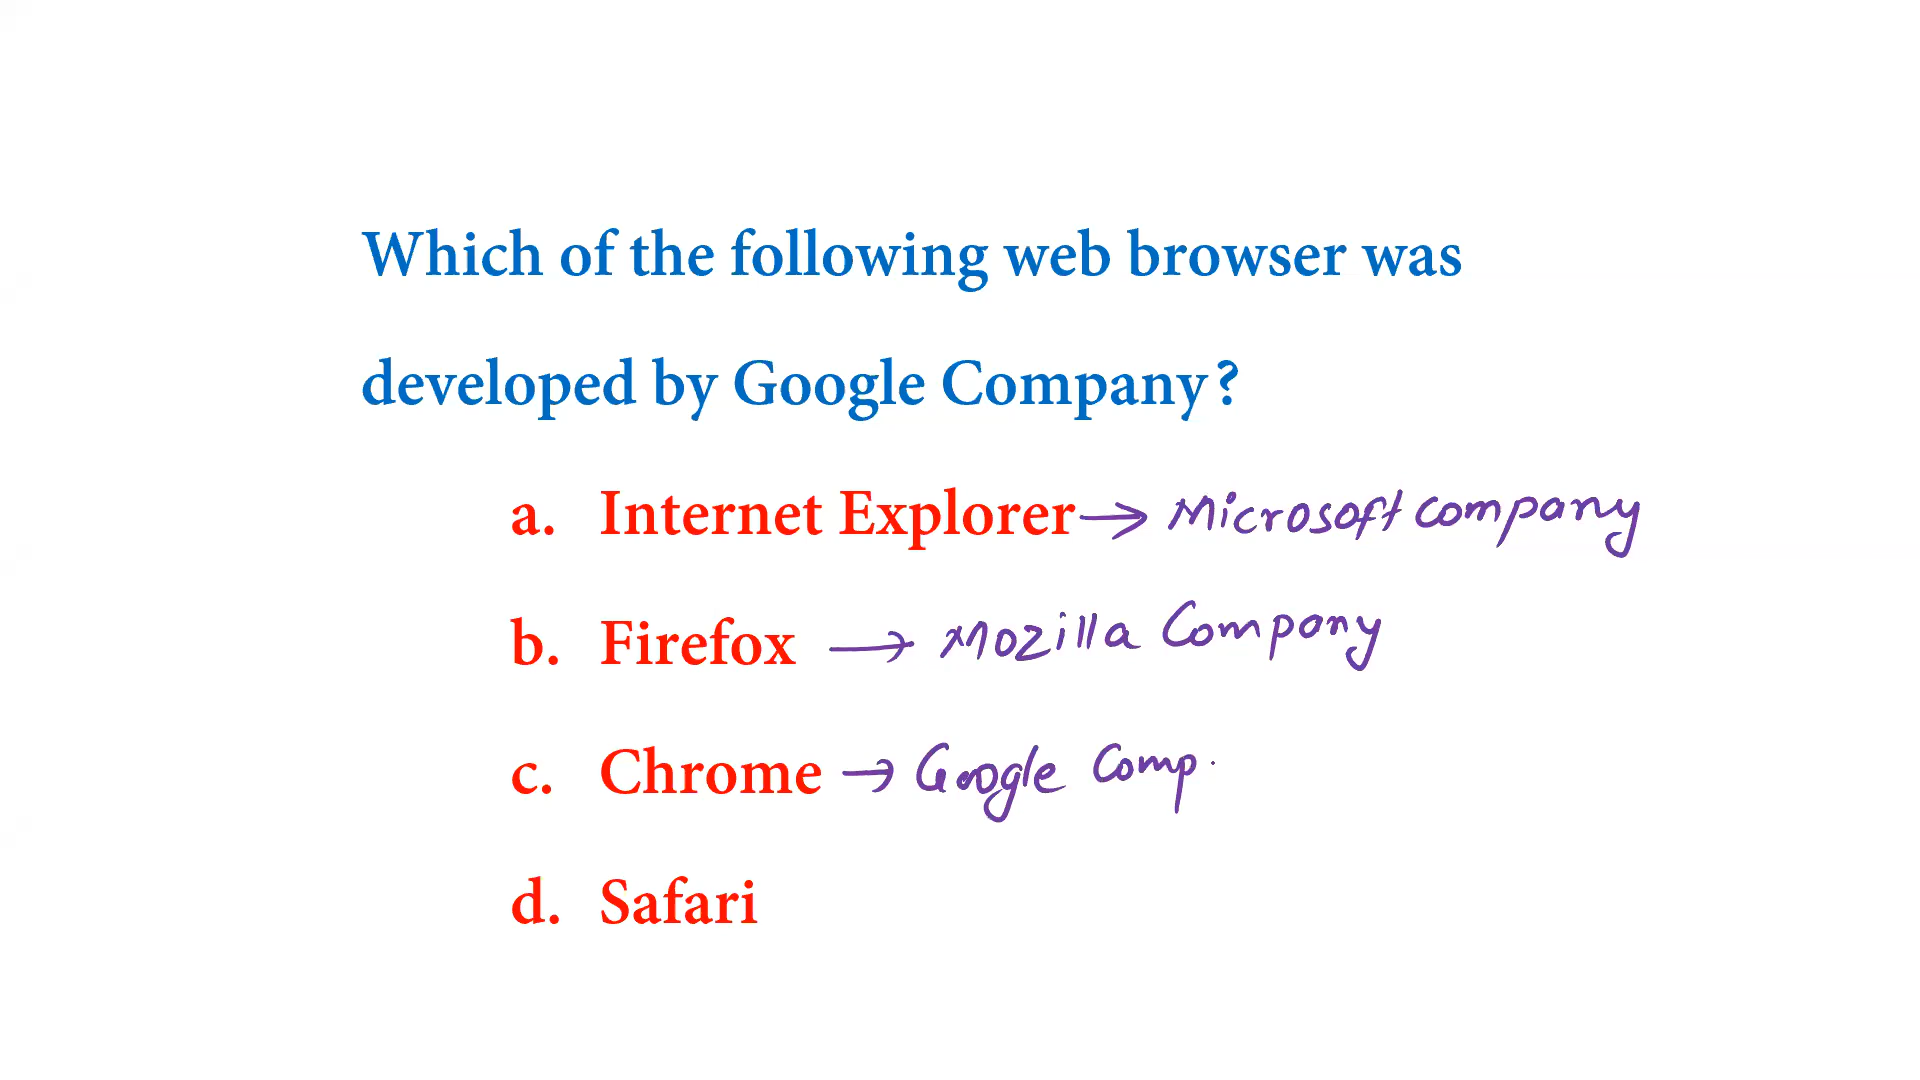 Which of the following web browser was
developed by Google Company?
a. Internet Explorer → Microsoft company
b. Firefox → Mozilla Company
c. Chrome → Google Comp.
d. Safari